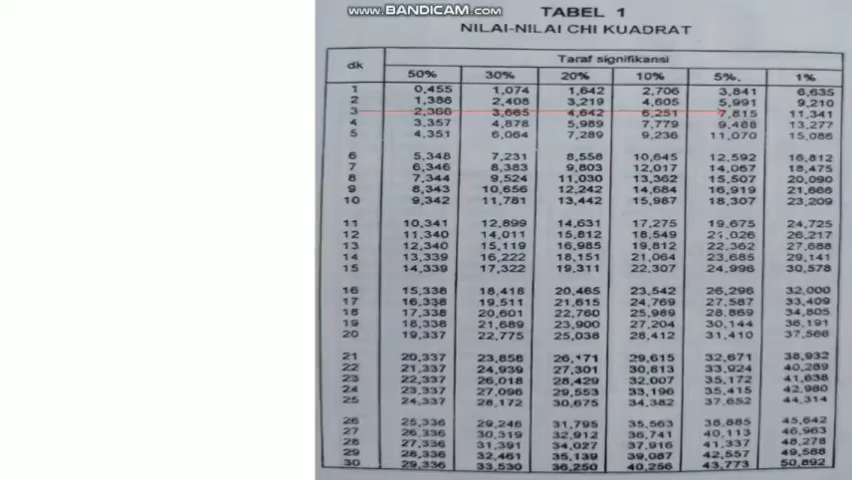 www.BANDICAM.com
TABEL 1
NILAI-NILAI CHI KUADRAT
dk Taraf signifikansi
50% 30% 20% 10% 5%. 1%
1 0,455 1,074 1,642 2,706 3,841 6,635
2 1,386 2,408 3,219 4,605 5,991 9,210
3 2,366 3,665 4,642 6,251 7,815 11,341
4 3,357 4,878 5,989 7,779 9,488 13,277
5 4,351 6,064 7,289 9,236 11,070 15,086
6 5,348 7,231 8,558 10,645 12,592 16,812
7 6,346 8,383 9,803 12,017 14,067 18,475
8 7,344 9,524 11,030 13,362 15,507 20,090
9 8,343 10,656 12,242 14,684 16,919 21,666
10 9,342 11,781 13,442 15,987 18,307 23,209
11 10,341 12,899 14,631 17,275 19,675 24,725
12 11,340 14,011 15,812 18,549 21,026 26,217
13 12,340 15,119 16,985 19,812 22,362 27,688
14 13,339 16,222 18,151 21,064 23,685 29,141
15 14,339 17,322 19,311 22,307 24,996 30,578
16 15,338 18,418 20,465 23,542 26,296 32,000
17 16,338 19,511 21,615 24,769 27,587 33,409
18 17,338 20,601 22,760 25,989 28,869 34,805
19 18,338 21,689 23,900 27,204 30,144 36,191
20 19,337 22,775 25,038 28,412 31,410 37,566
21 20,337 23,858 26,171 29,615 32,671 38,932
22 21,337 24,939 27,301 30,813 33,924 40,289
23 22,337 26,018 28,429 32,007 35,172 41,638
24 23,337 27,096 29,553 33,196 35,415 42,980
25 24,337 28,172 30,675 34,382 37,652 44,314
26 25,336 29,246 31,795 35,563 38,885 45,642
27 26,336 30,319 32,912 36,741 40,113 46,963
28 27,336 31,391 34,027 37,916 41,337 48,278
29 28,336 32,461 35,139 39,087 42,557 49,588
30 29,336 33,530 36,250 40,256 43,773 50,892